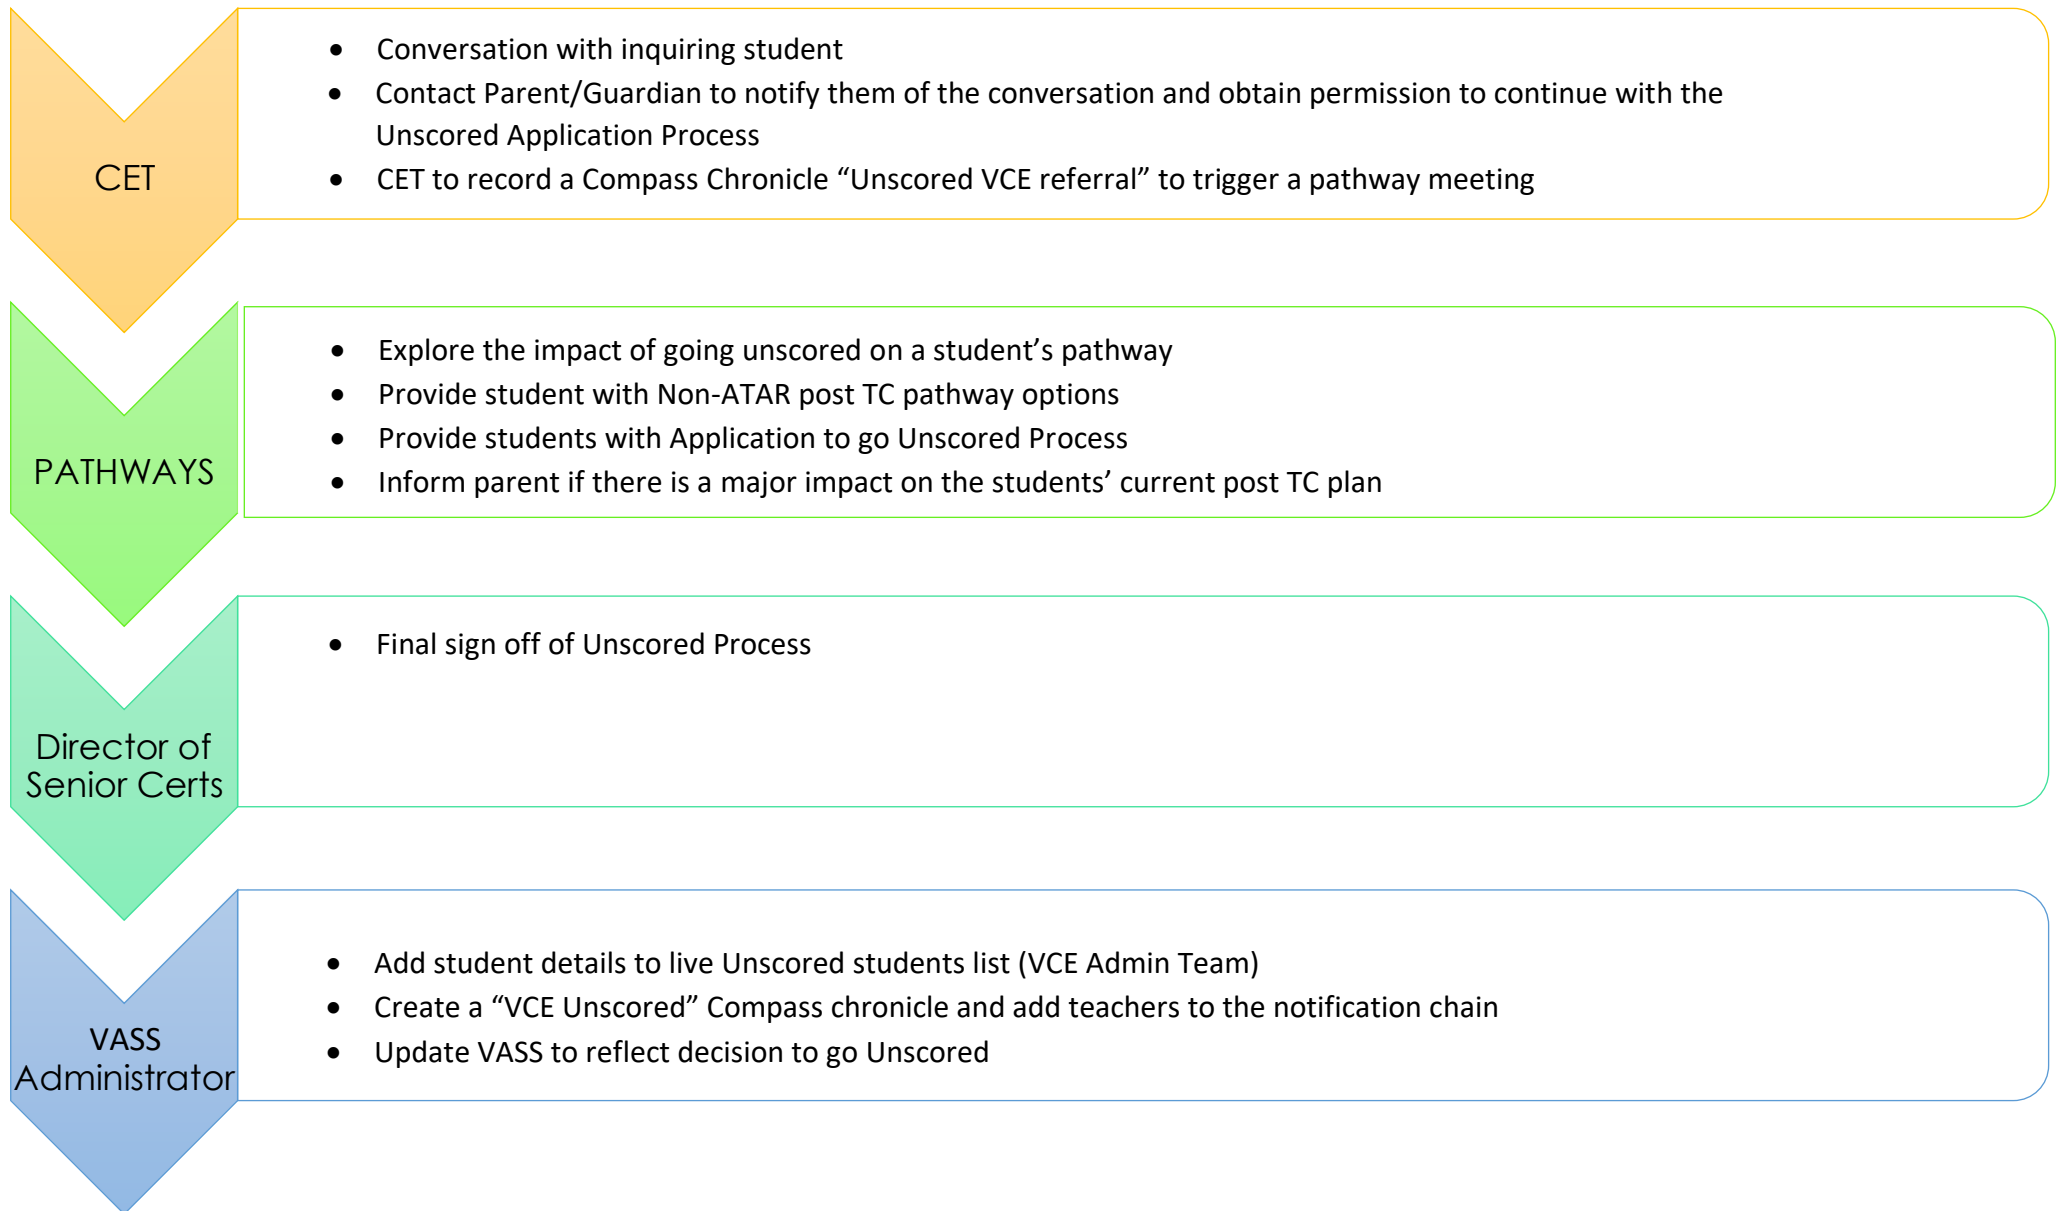 CET
• Conversation with inquiring student
• Contact Parent/Guardian to notify them of the conversation and obtain permission to continue with the
Unscored Application Process
• CET to record a Compass Chronicle “Unscored VCE referral” to trigger a pathway meeting
PATHWAYS
• Explore the impact of going unscored on a student’s pathway
• Provide student with Non-ATAR post TC pathway options
• Provide students with Application to go Unscored Process
• Inform parent if there is a major impact on the students’ current post TC plan
Director of
Senior Certs
• Final sign off of Unscored Process
VASS
Administrator
• Add student details to live Unscored students list (VCE Admin Team)
• Create a “VCE Unscored” Compass chronicle and add teachers to the notification chain
• Update VASS to reflect decision to go Unscored